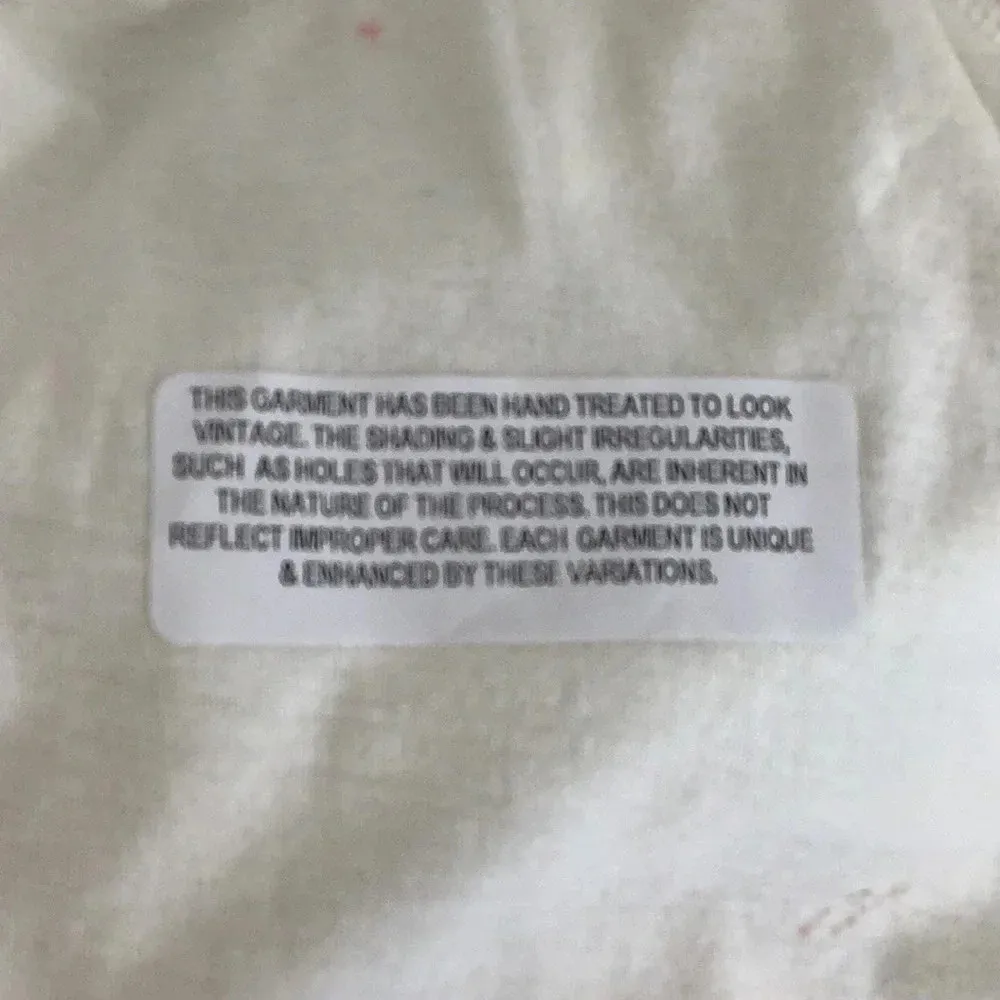 THIS GARMENT HAS BEEN HAND TREATED TO LOOK
VINTAGE. THE SHADING & SLIGHT IRREGULARITIES,
SUCH AS HOLES THAT WILL OCCUR, ARE INHERENT IN
THE NATURE OF THE PROCESS. THIS DOES NOT
REFLECT IMPROPER CARE. EACH GARMENT IS UNIQUE
& ENHANCED BY THESE VARIATIONS.